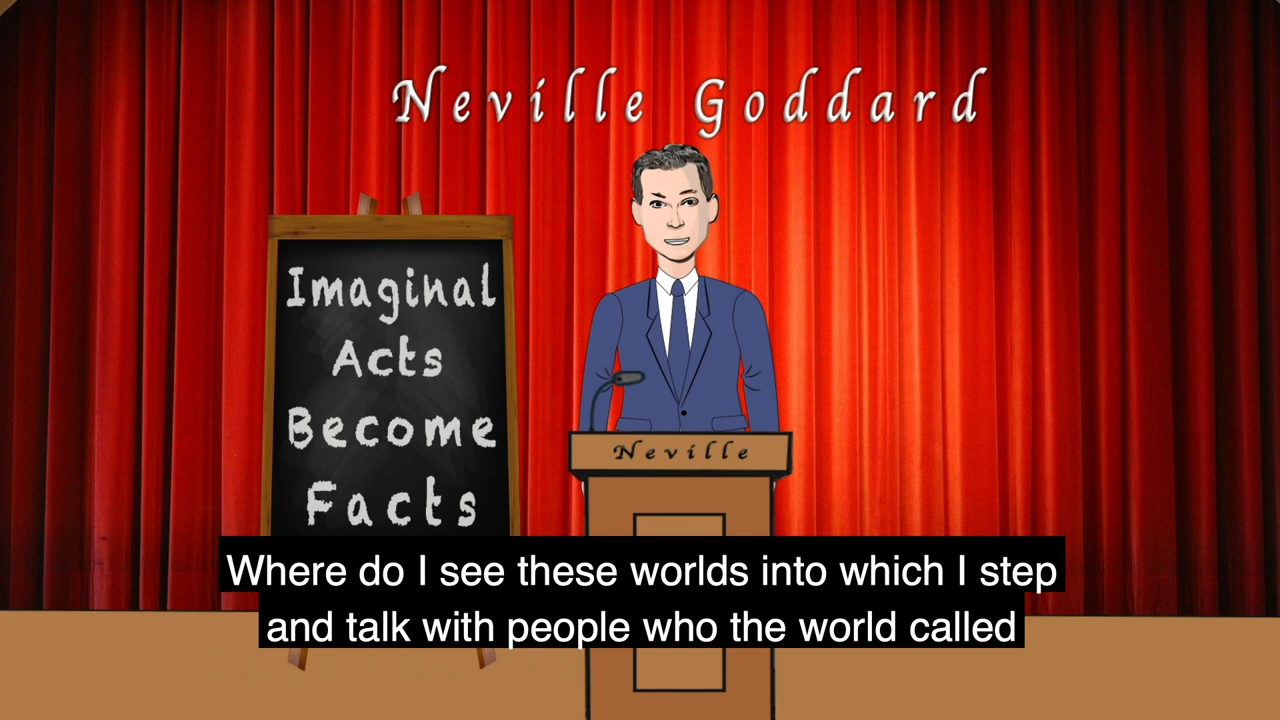 Neville Goddard
Imaginal
Acts
Become
Facts
Neville
Where do I see these worlds into which I step
and talk with people who the world called